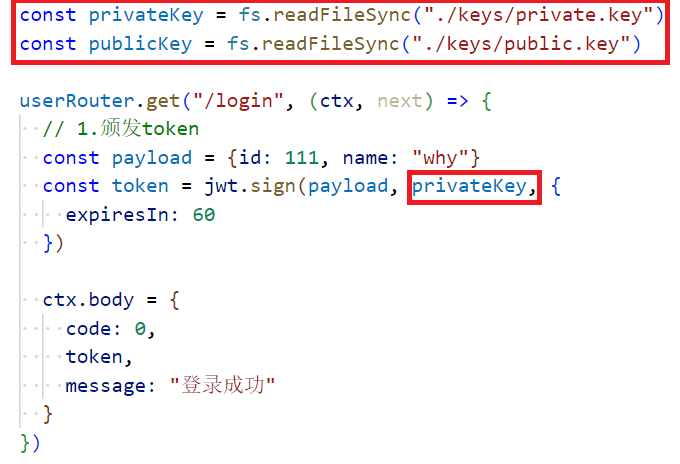 const privateKey = fs.readFileSync("./keys/private.key")
const publicKey = fs.readFileSync("./keys/public.key")
userRouter.get("/login", (ctx, next) => {
// 1.颁发token
const payload = {id: 111, name: "why"}
const token = jwt.sign(payload, privateKey, {
expiresIn: 60
})
ctx.body = {
code: 0,
token,
message: "登录成功"
}
})